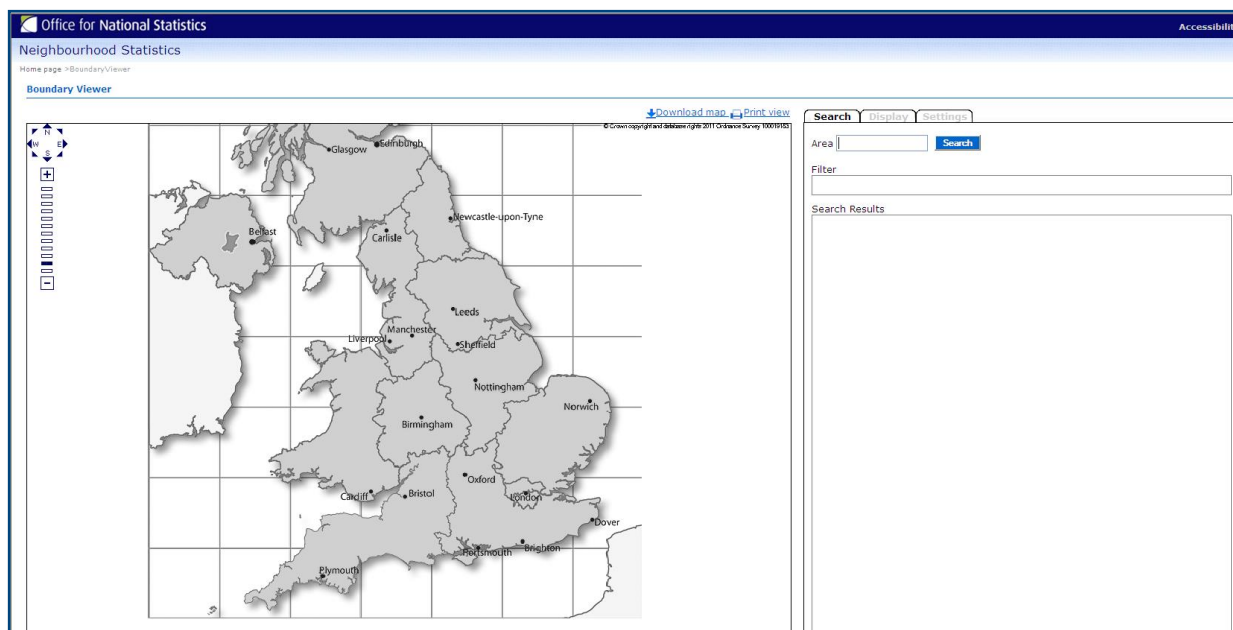 Office for National Statistics
Accessibilit
Neighbourhood Statistics
Home page >BoundaryViewer
Boundary Viewer
Download map Print view
Search Display Settings
© Crown copyright and database rights 2011 Ordnance Survey 100019153
N
W E
S
Area Search
Filter
Search Results
Glasgow
Edinburgh
Newcastle-upon-Tyne
Belfast
Carlisle
Leeds
Manchester
Liverpool
Sheffield
Nottingham
Norwich
Birmingham
Oxford
Cardiff
Bristol
London
Dover
Portsmouth
Brighton
Plymouth